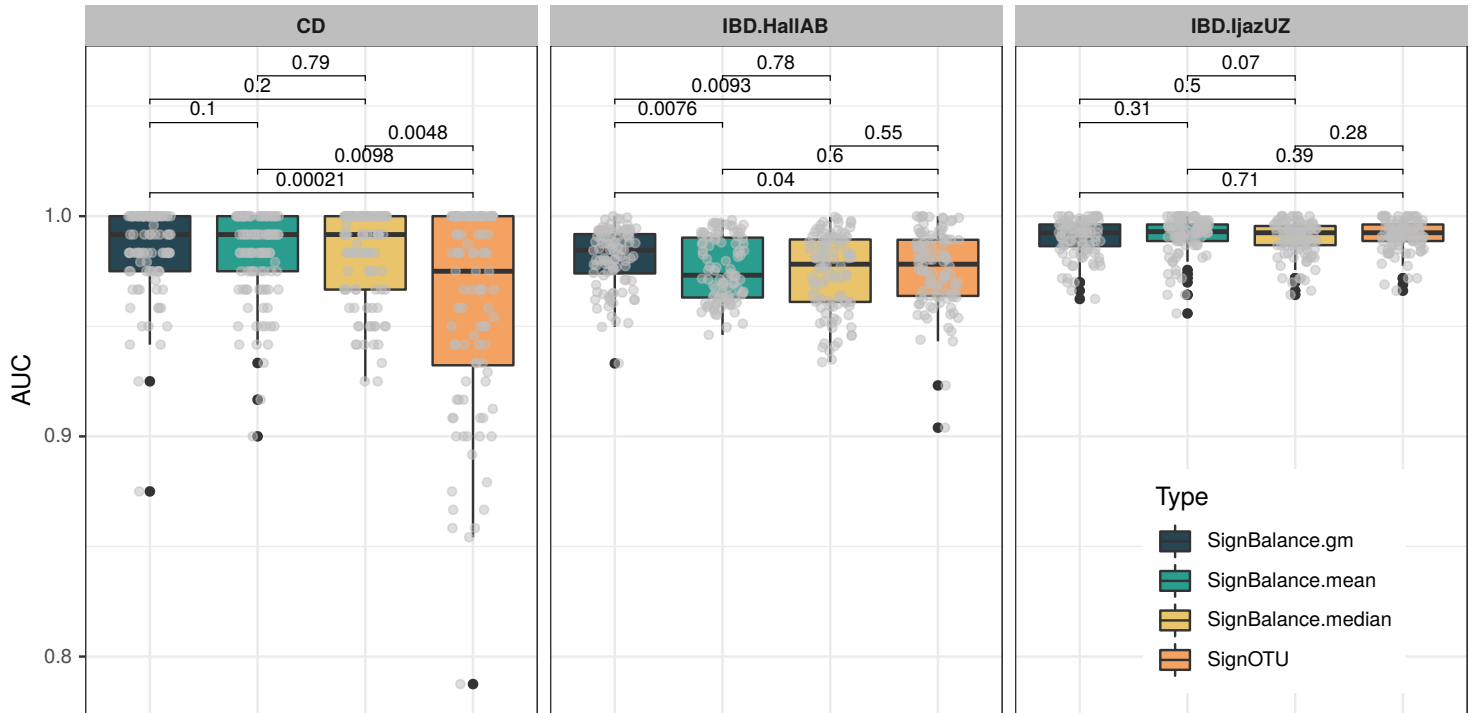 CD
IBD.HallAB
IBD.IjazUZ
0.79
0.2
0.1
0.0048
0.0098
0.00021
0.78
0.0093
0.0076
0.55
0.6
0.04
0.07
0.5
0.31
0.28
0.39
0.71
AUC
1.0
0.9
0.8
Type
SignBalance.gm
SignBalance.mean
SignBalance.median
SignOTU